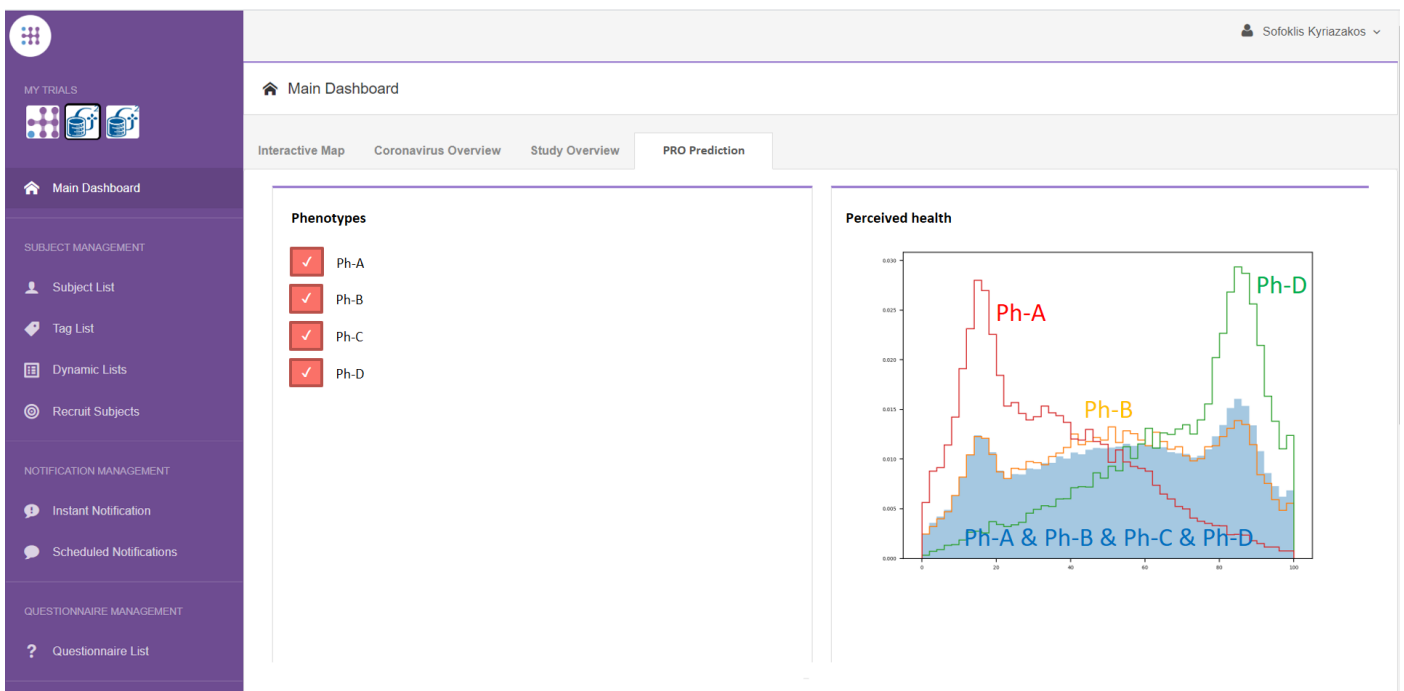 Sofoklis Kyriazakos
MY TRIALS
Main Dashboard
Interactive Map Coronavirus Overview Study Overview PRO Prediction
Main Dashboard
SUBJECT MANAGEMENT
Subject List
Tag List
Dynamic Lists
Recruit Subjects
NOTIFICATION MANAGEMENT
Instant Notification
Scheduled Notifications
QUESTIONNAIRE MANAGEMENT
? Questionnaire List
Phenotypes
Ph-A
Ph-B
Ph-C
Ph-D
Perceived health
0.030
0.025
0.020
0.015
0.010
0.005
0.000
Ph-A
Ph-D
Ph-B
Ph-A & Ph-B & Ph-C & Ph-D
0 20 40 60 80 100